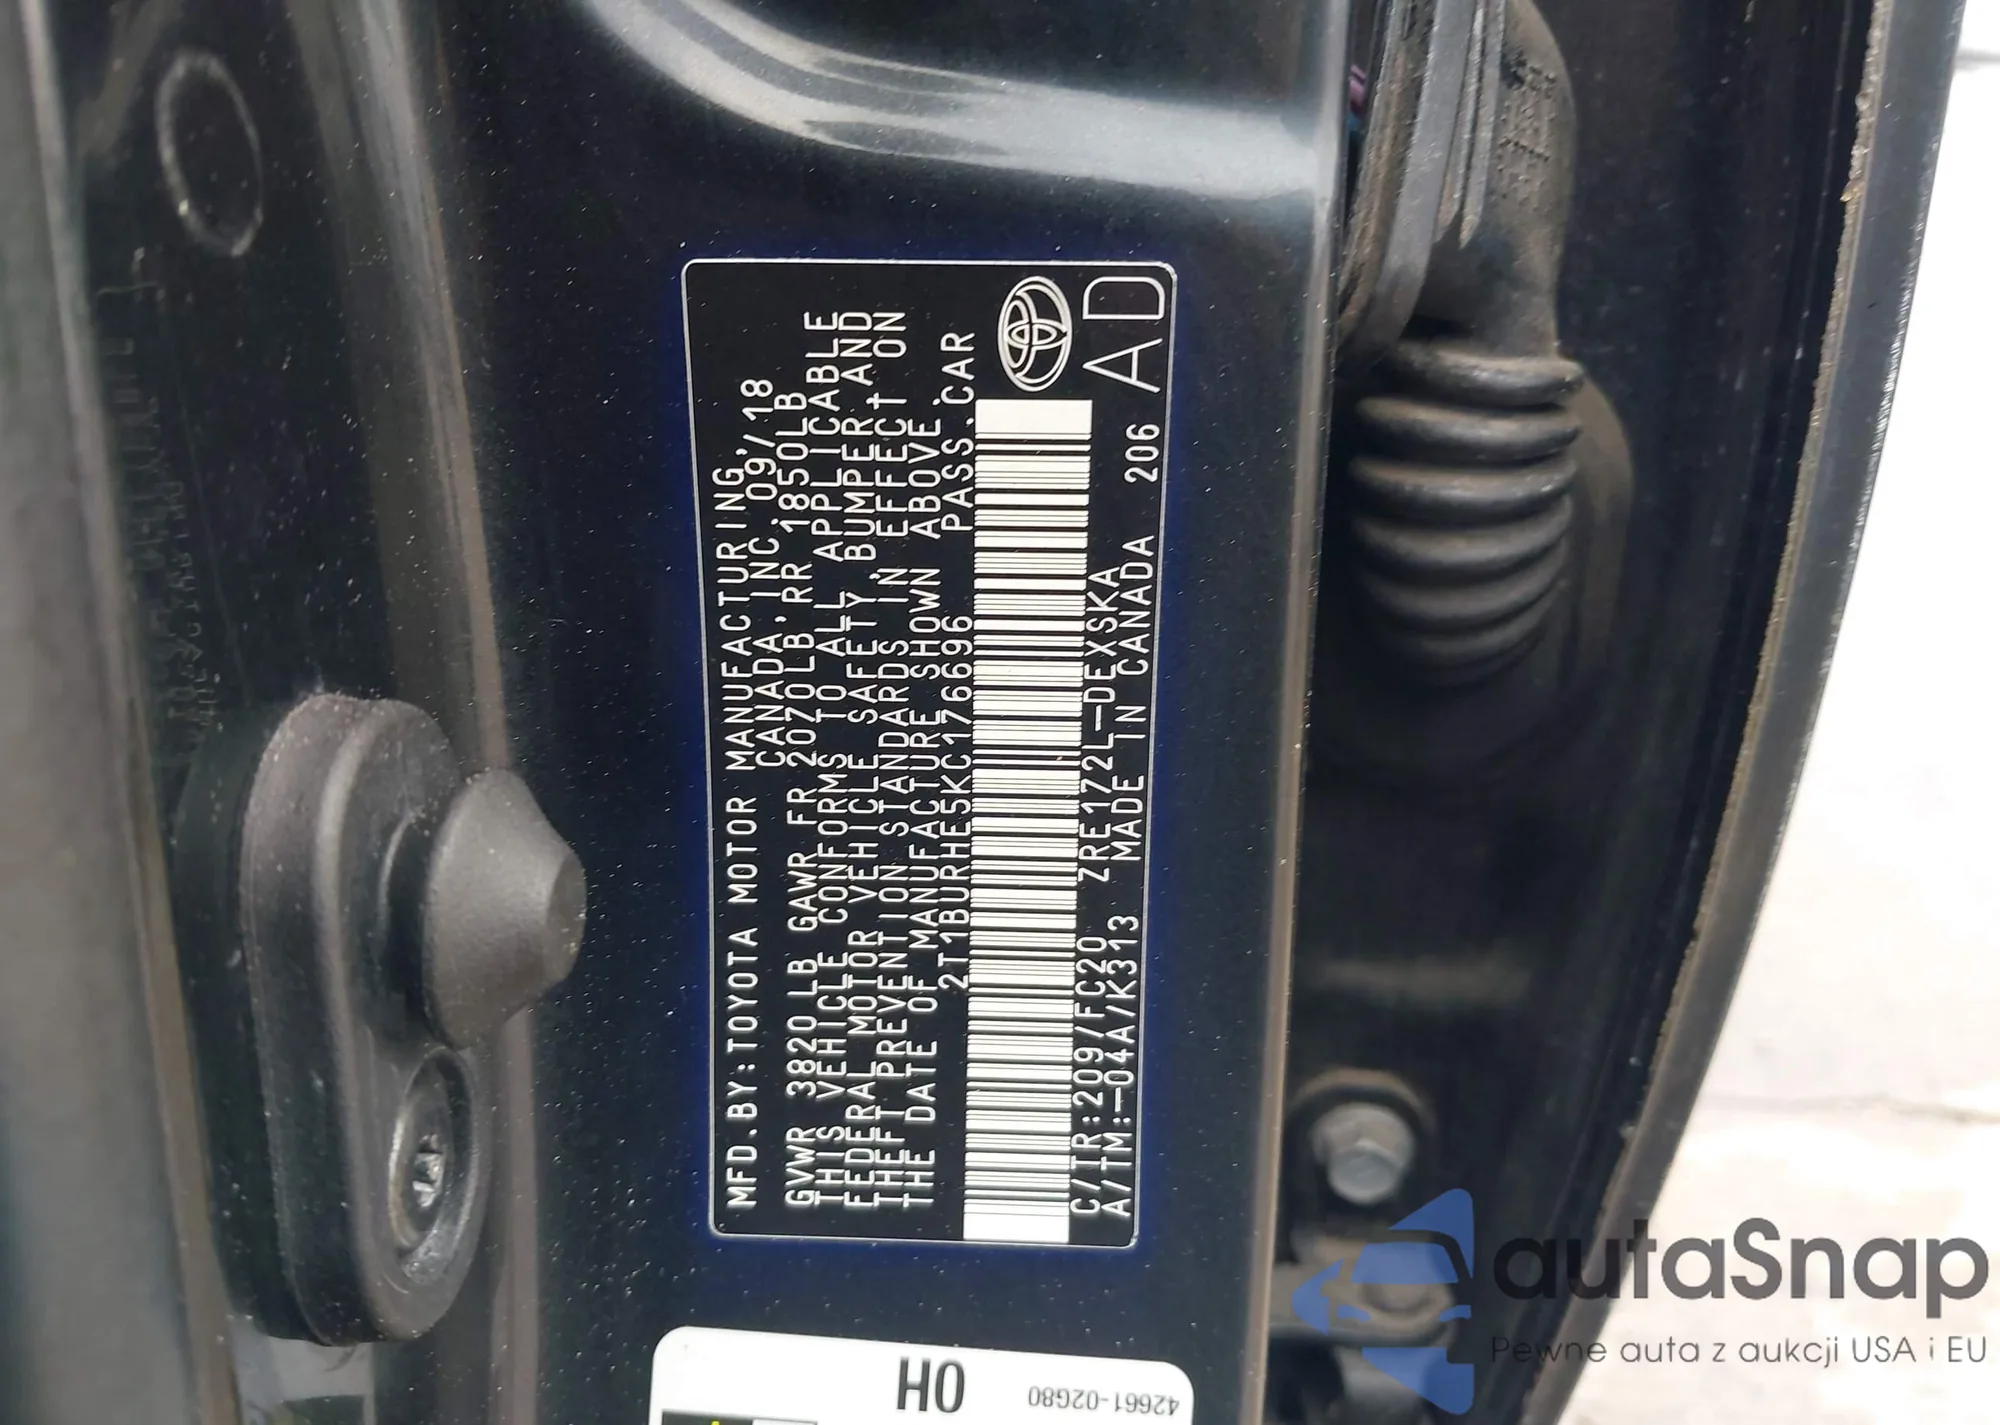 MFD.BY:TOYOTA MOTOR MANUFACTURING,
CANADA,INC. 09/18
GVWR 3820LB GAWR FR 2070LB RR 1850LB
THIS VEHICLE CONFORMS TO ALL APPLICABLE
FEDERAL MOTOR VEHICLE SAFETY, BUMPER, AND
THEFT PREVENTION STANDARDS IN EFFECT ON
THE DATE OF MANUFACTURE SHOWN ABOVE.
2T1BURHE5KC176696 PASS.CAR
C/TR:209/FC20 ZRE172L-DEXSKA
A/TM:-04A/K313 MADE IN CANADA 206
AD
OH
42661-02G80
autaSnap
Pewne auta z aukcji USA i EU